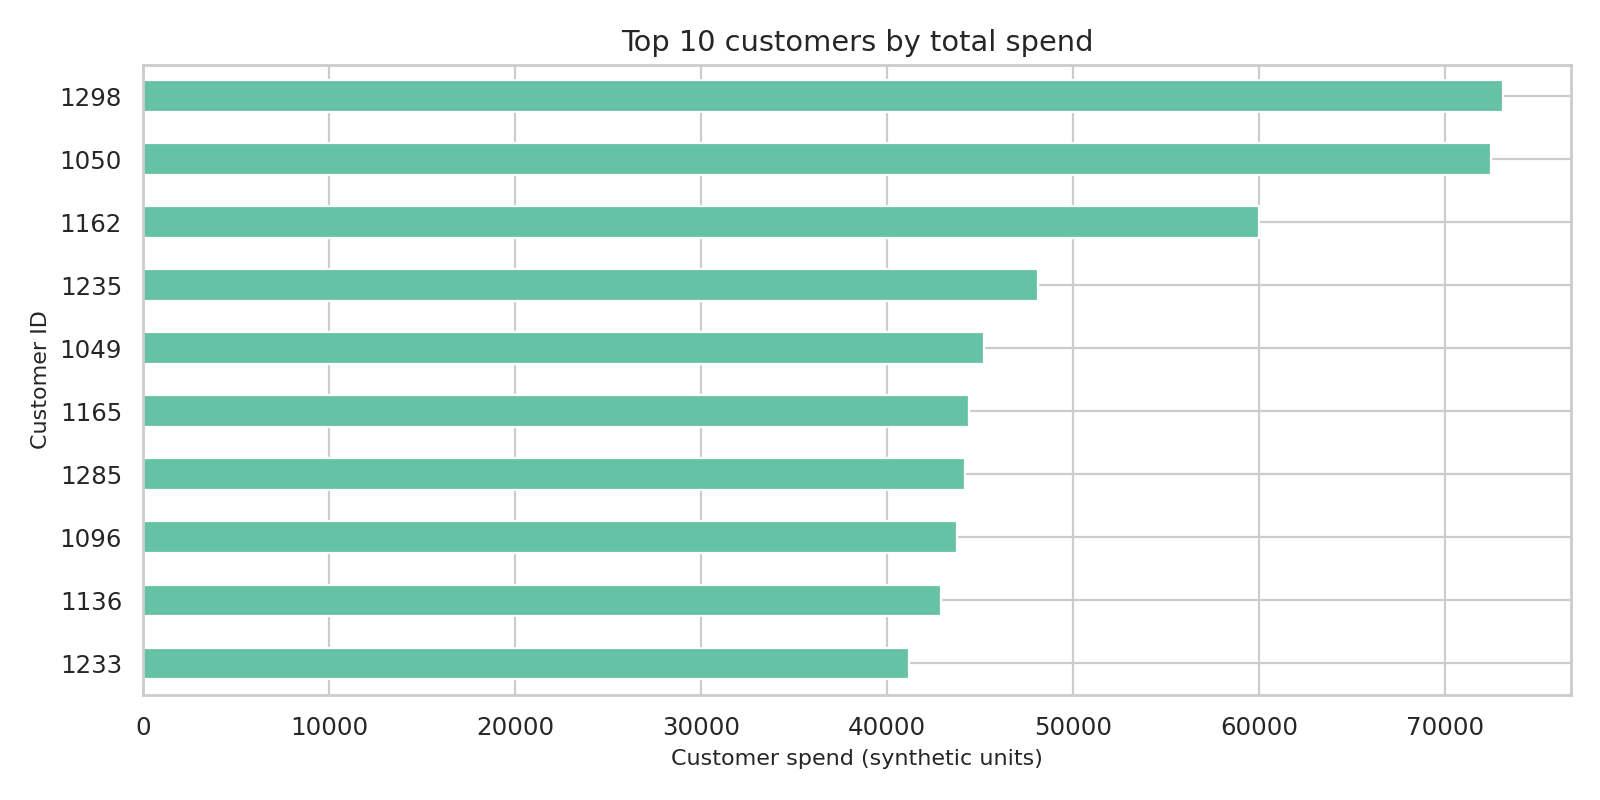 Top 10 customers by total spend
Customer ID
1298
1050
1162
1235
1049
1165
1285
1096
1136
1233
0 10000 20000 30000 40000 50000 60000 70000
Customer spend (synthetic units)